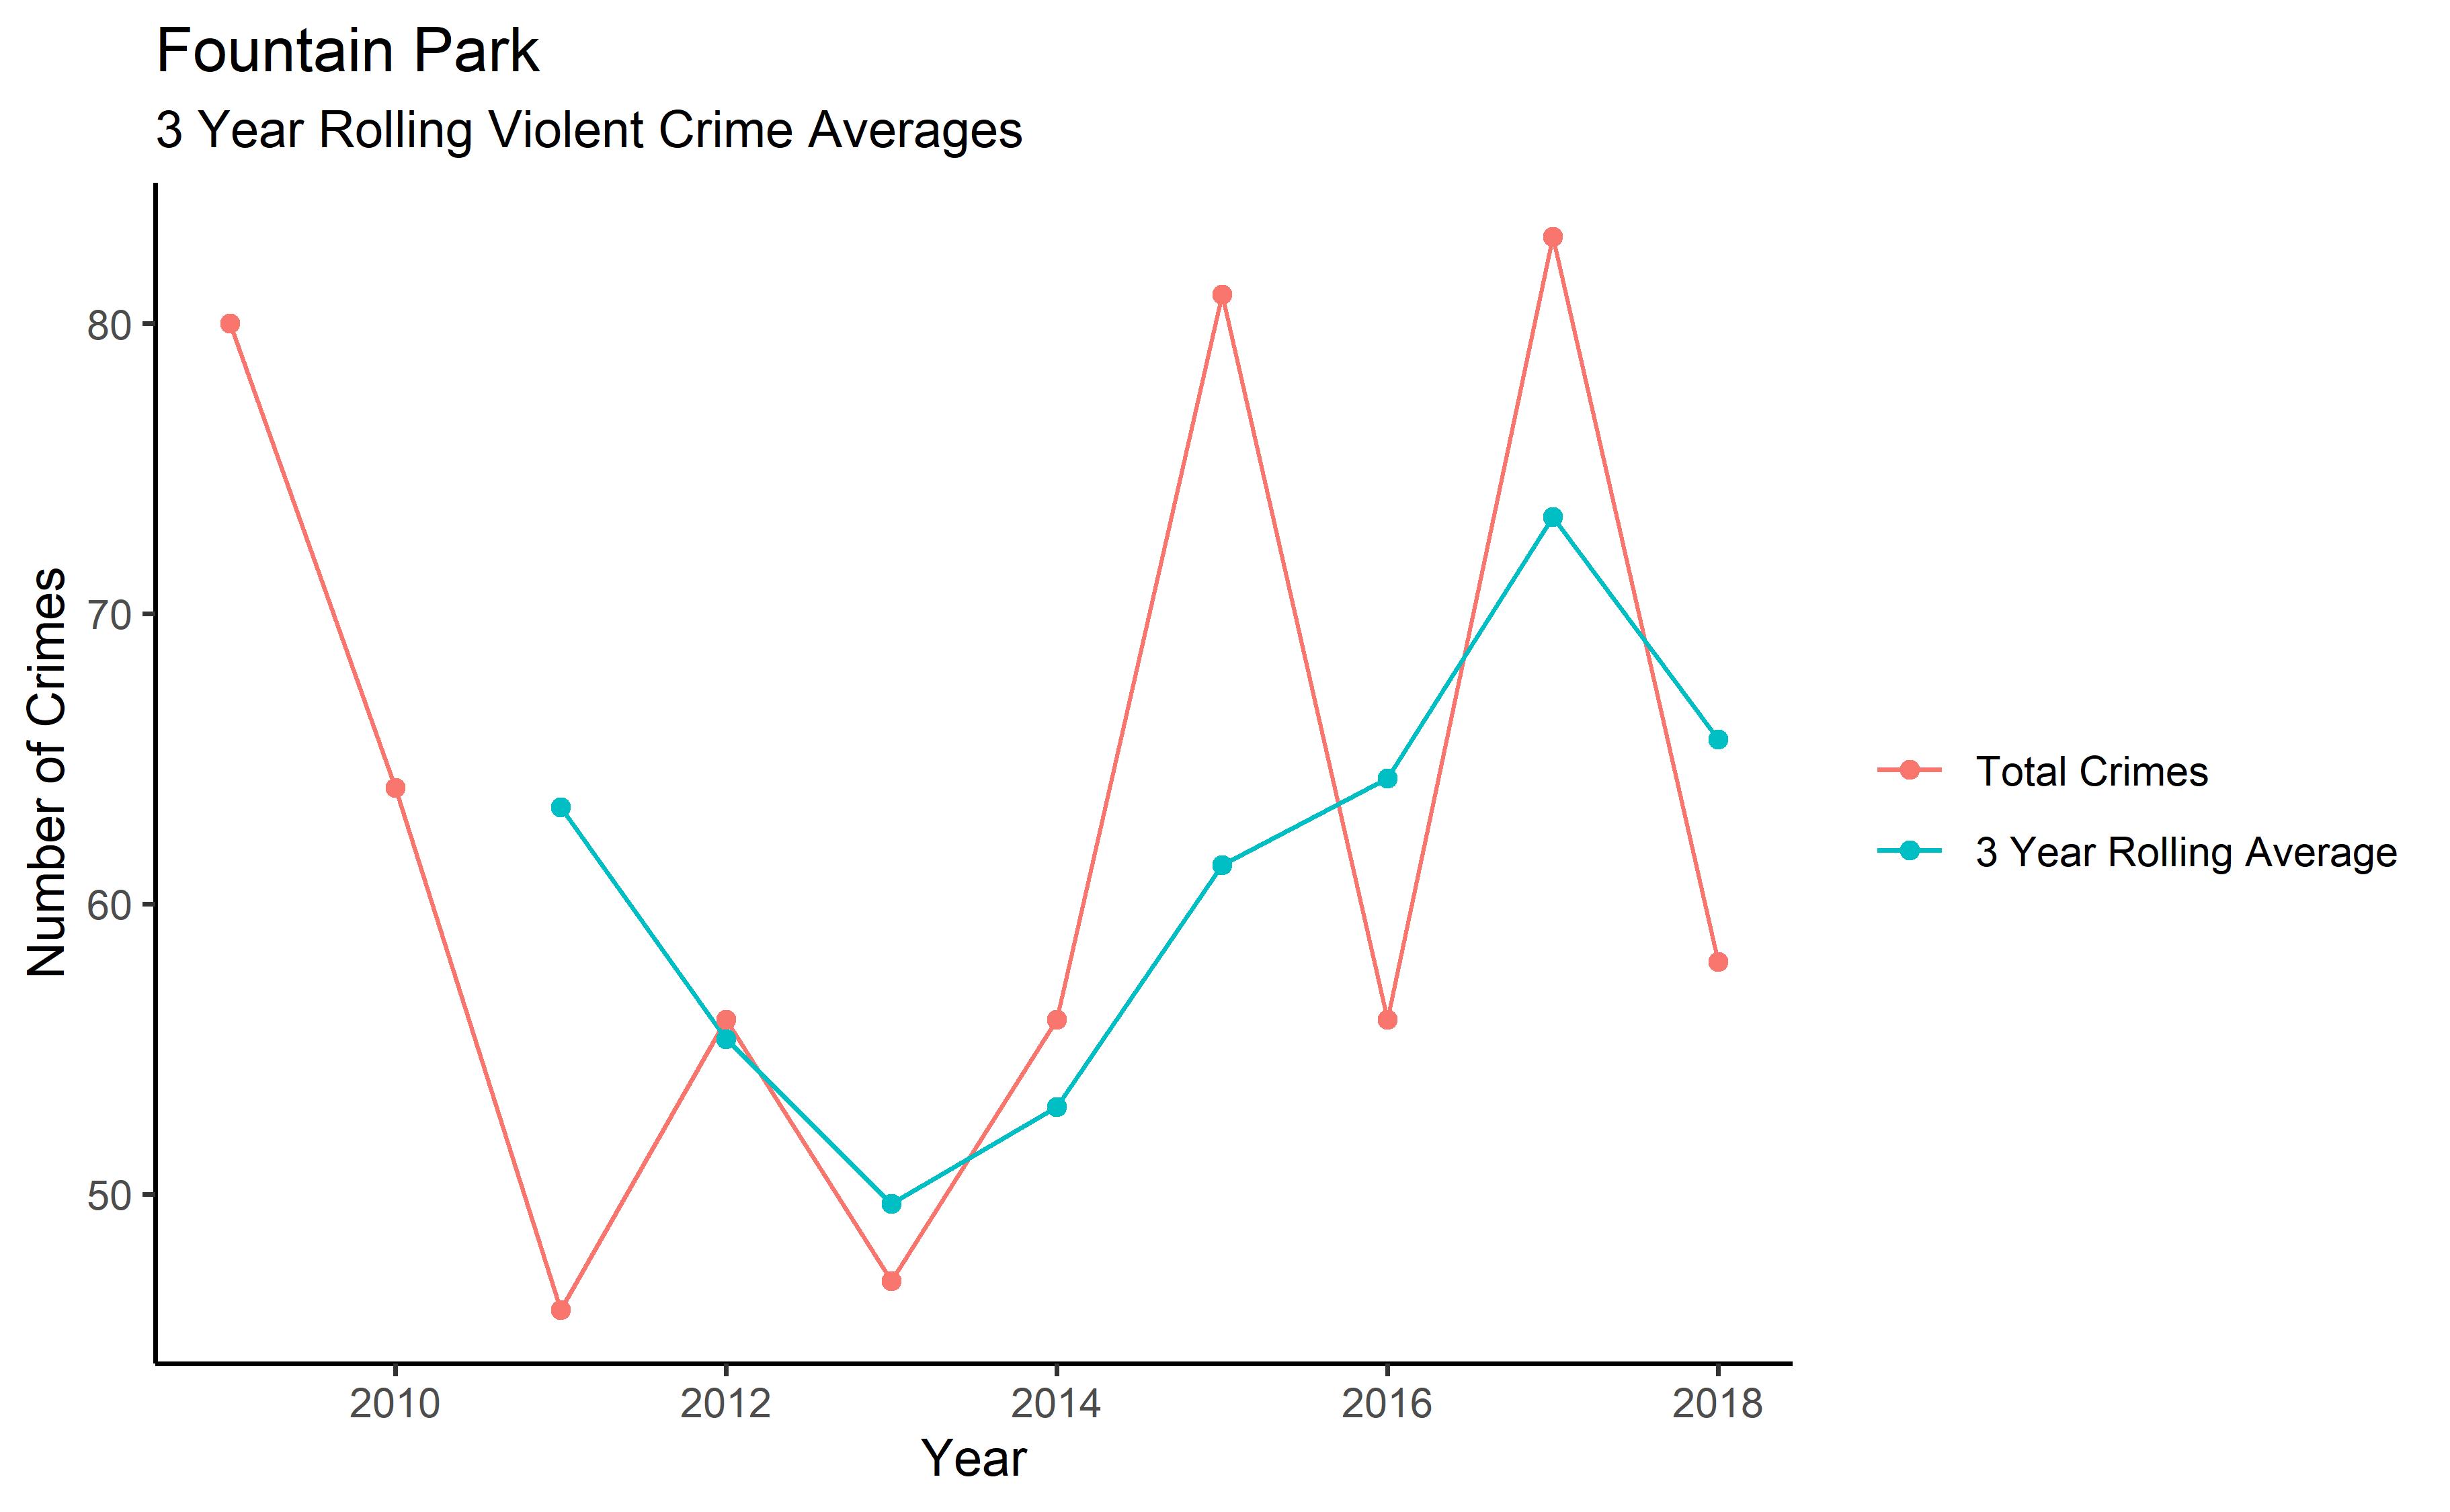 Fountain Park
3 Year Rolling Violent Crime Averages
Number of Crimes
80
70
60
50
2010 2012 2014 2016 2018
Year
Total Crimes
3 Year Rolling Average